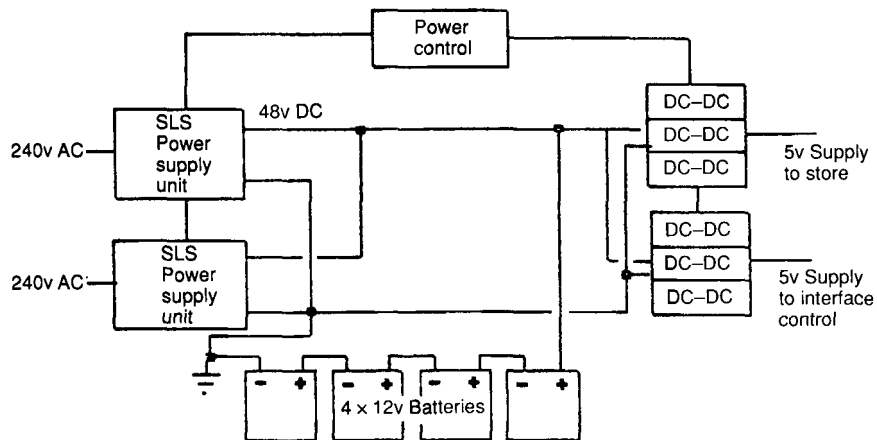 Power
control
48v DC
SLS
Power
supply
unit
240v AC
DC–DC
DC–DC
DC–DC
5v Supply
to store
SLS
Power
supply
unit
240v AC
DC–DC
DC–DC
DC–DC
5v Supply
to interface
control
- + - + - + - +
4 x 12v Batteries